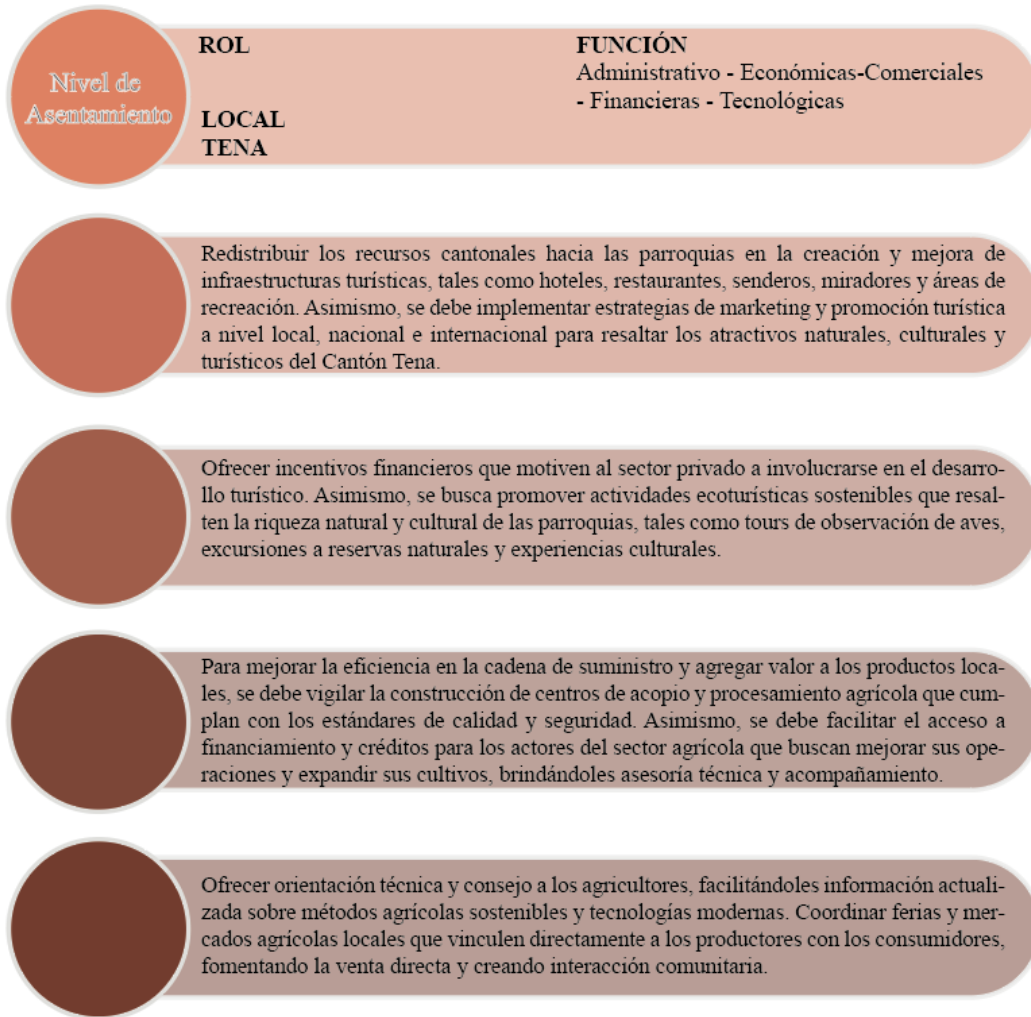 Nivel de
Asentamiento
ROL
LOCAL
TENA
FUNCIÓN
Administrativo - Económicas-Comerciales
- Financieras - Tecnológicas
Redistribuir los recursos cantonales hacia las parroquias en la creación y mejora de
infraestructuras turísticas, tales como hoteles, restaurantes, senderos, miradores y áreas de
recreación. Asimismo, se debe implementar estrategias de marketing y promoción turística
a nivel local, nacional e internacional para resaltar los atractivos naturales, culturales y
turísticos del Cantón Tena.
Ofrecer incentivos financieros que motiven al sector privado a involucrarse en el desarro-
llo turístico. Asimismo, se busca promover actividades ecoturísticas sostenibles que resal-
ten la riqueza natural y cultural de las parroquias, tales como tours de observación de aves,
excursiones a reservas naturales y experiencias culturales.
Para mejorar la eficiencia en la cadena de suministro y agregar valor a los productos loca-
les, se debe vigilar la construcción de centros de acopio y procesamiento agrícola que cum-
plan con los estándares de calidad y seguridad. Asimismo, se debe facilitar el acceso a
financiamiento y créditos para los actores del sector agrícola que buscan mejorar sus ope-
raciones y expandir sus cultivos, brindándoles asesoría técnica y acompañamiento.
Ofrecer orientación técnica y consejo a los agricultores, facilitándoles información actuali-
zada sobre métodos agrícolas sostenibles y tecnologías modernas. Coordinar ferias y mer-
cados agrícolas locales que vinculen directamente a los productores con los consumidores,
fomentando la venta directa y creando interacción comunitaria.